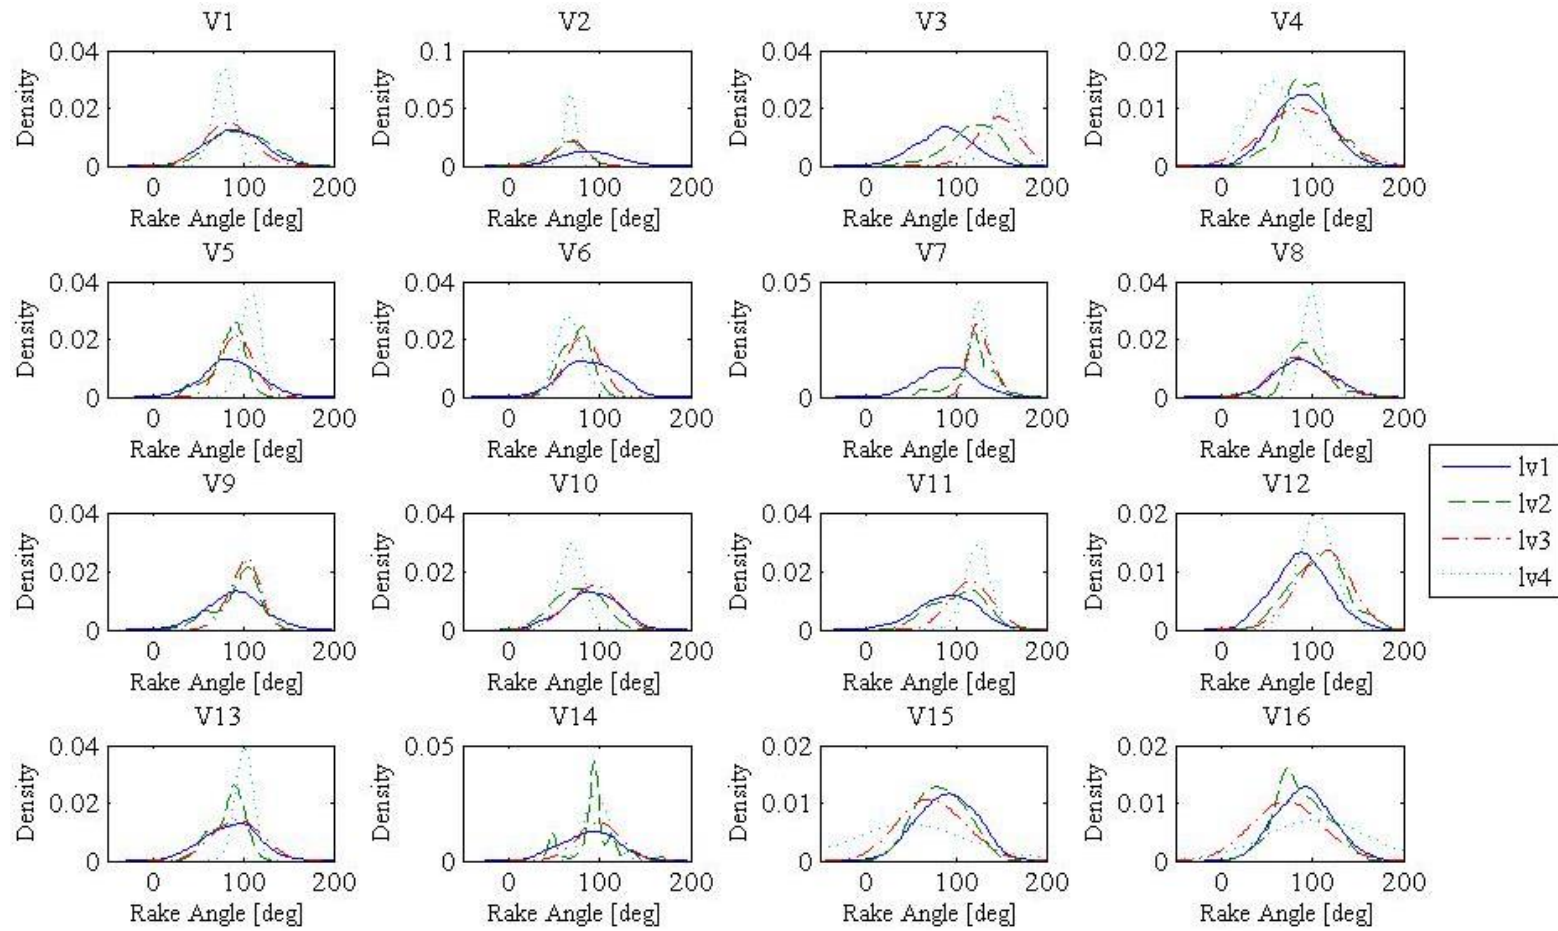 V1 V2 V3 V4
0.04 0.1 0.04 0.02
Density Density Density Density
0.02 0.05 0.02 0.01
0 0 0 0
0 100 200 0 100 200 0 100 200 0 100 200
Rake Angle [deg] Rake Angle [deg] Rake Angle [deg] Rake Angle [deg]
V5 V6 V7 V8
0.04 0.04 0.05 0.04
Density Density Density Density
0.02 0.02 0.02
0 0 0 0
0 100 200 0 100 200 0 100 200 0 100 200
Rake Angle [deg] Rake Angle [deg] Rake Angle [deg] Rake Angle [deg]
V9 V10 V11 V12
0.04 0.04 0.04 0.02
Density Density Density Density
0.02 0.02 0.02 0.01
0 0 0 0
0 100 200 0 100 200 0 100 200 0 100 200
Rake Angle [deg] Rake Angle [deg] Rake Angle [deg] Rake Angle [deg]
lv1
lv2
lv3
lv4
V13 V14 V15 V16
0.04 0.05 0.02 0.02
Density Density Density Density
0.02 0.01 0.01
0 0 0 0
0 100 200 0 100 200 0 100 200 0 100 200
Rake Angle [deg] Rake Angle [deg] Rake Angle [deg] Rake Angle [deg]